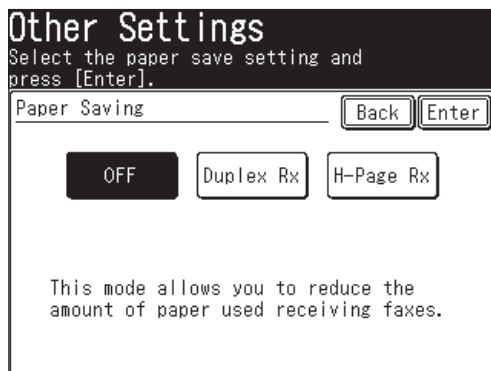 Other Settings
Select the paper save setting and
press [Enter].
Paper Saving Back Enter
OFF Duplex Rx H-Page Rx
This mode allows you to reduce the
amount of paper used receiving faxes.